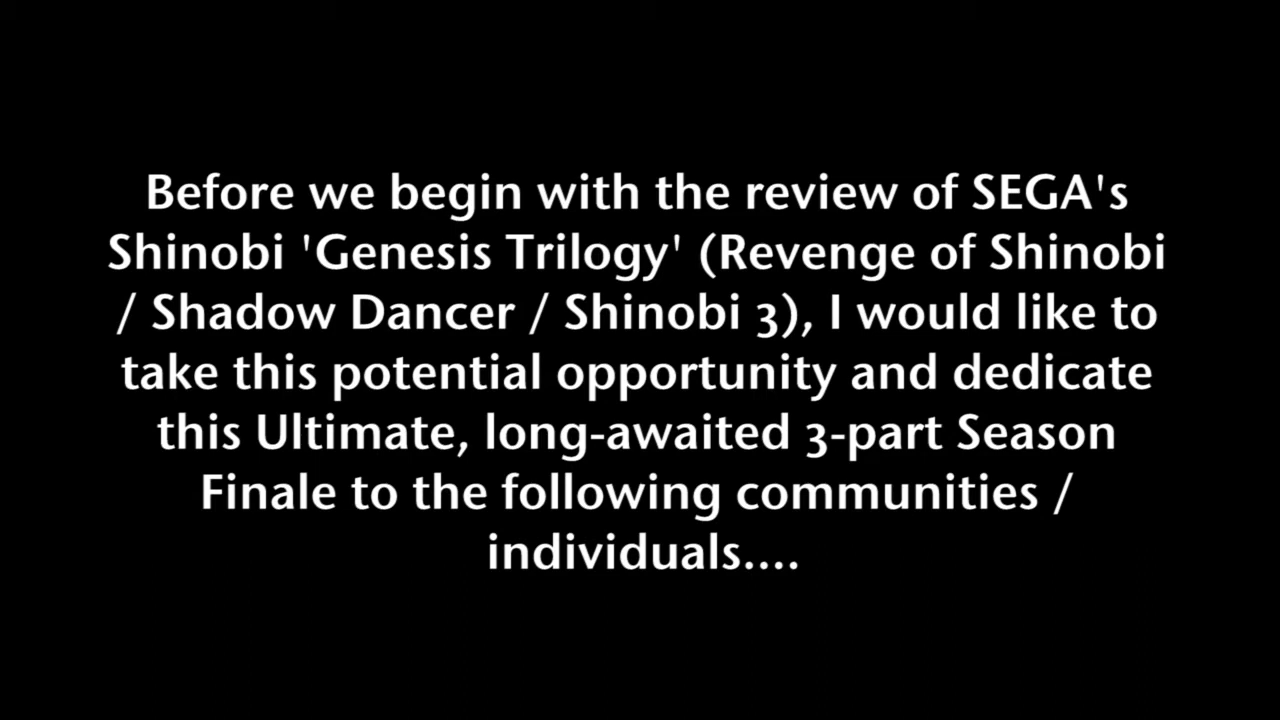 Before we begin with the review of SEGA's
Shinobi 'Genesis Trilogy' (Revenge of Shinobi
/ Shadow Dancer / Shinobi 3), I would like to
take this potential opportunity and dedicate
this Ultimate, long-awaited 3-part Season
Finale to the following communities /
individuals....